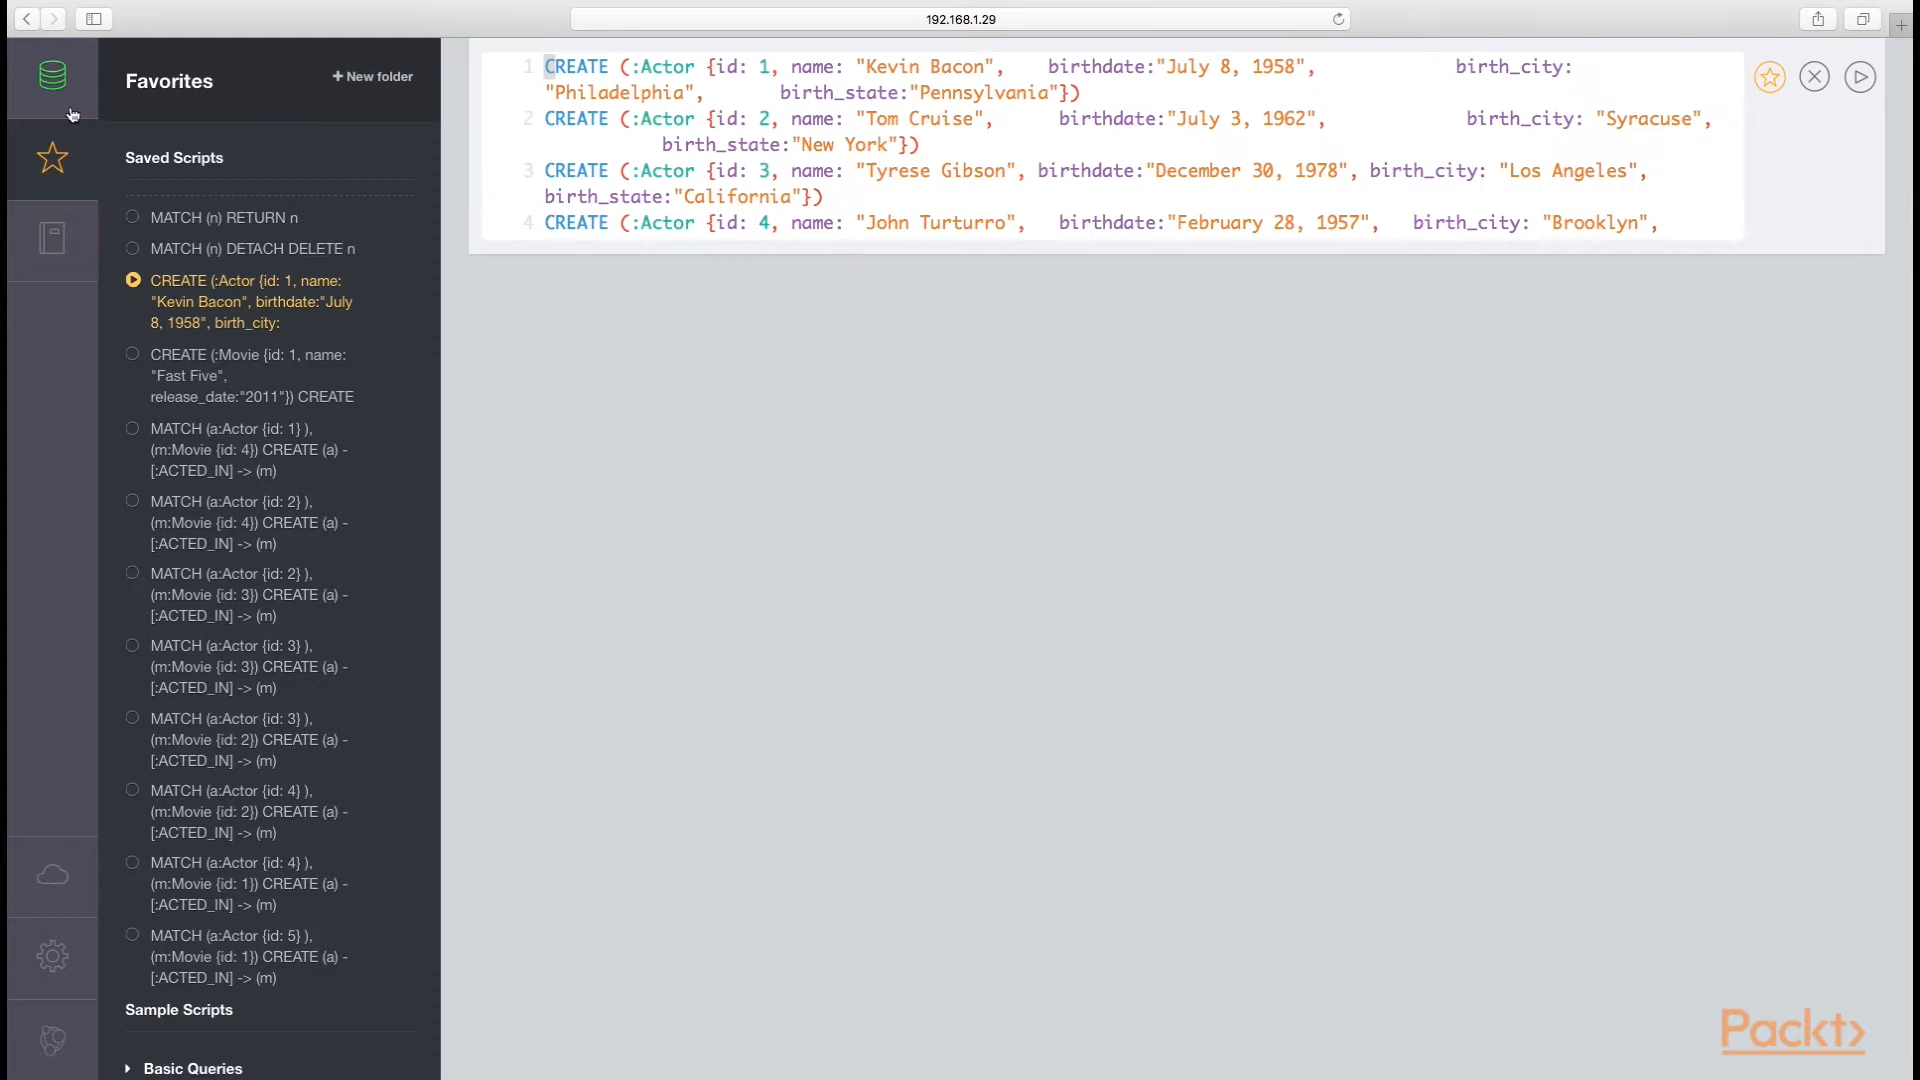 192.168.1.29
Favorites
+ New folder
Saved Scripts
MATCH (n) RETURN n
MATCH (n) DETACH DELETE n
CREATE (:Actor {id: 1, name:
"Kevin Bacon", birthdate:"July
8, 1958", birth_city:
CREATE (:Movie {id: 1, name:
"Fast Five",
release_date:"2011"}) CREATE
MATCH (a:Actor {id: 1} ),
(m:Movie {id: 4}) CREATE (a) -
[:ACTED_IN] -> (m)
MATCH (a:Actor {id: 2} ),
(m:Movie {id: 4}) CREATE (a) -
[:ACTED_IN] -> (m)
MATCH (a:Actor {id: 2} ),
(m:Movie {id: 3}) CREATE (a) -
[:ACTED_IN] -> (m)
MATCH (a:Actor {id: 3} ),
(m:Movie {id: 3}) CREATE (a) -
[:ACTED_IN] -> (m)
MATCH (a:Actor {id: 3} ),
(m:Movie {id: 2}) CREATE (a) -
[:ACTED_IN] -> (m)
MATCH (a:Actor {id: 4} ),
(m:Movie {id: 2}) CREATE (a) -
[:ACTED_IN] -> (m)
MATCH (a:Actor {id: 4} ),
(m:Movie {id: 1}) CREATE (a) -
[:ACTED_IN] -> (m)
MATCH (a:Actor {id: 5} ),
(m:Movie {id: 1}) CREATE (a) -
[:ACTED_IN] -> (m)
Sample Scripts
Basic Queries
1 CREATE (:Actor {id: 1, name: "Kevin Bacon", birthdate:"July 8, 1958", birth_city:
"Philadelphia", birth_state:"Pennsylvania"})
2 CREATE (:Actor {id: 2, name: "Tom Cruise", birthdate:"July 3, 1962", birth_city: "Syracuse",
birth_state:"New York"})
3 CREATE (:Actor {id: 3, name: "Tyrese Gibson", birthdate:"December 30, 1978", birth_city: "Los Angeles",
birth_state:"California"})
4 CREATE (:Actor {id: 4, name: "John Turturro", birthdate:"February 28, 1957", birth_city: "Brooklyn",
Packt>